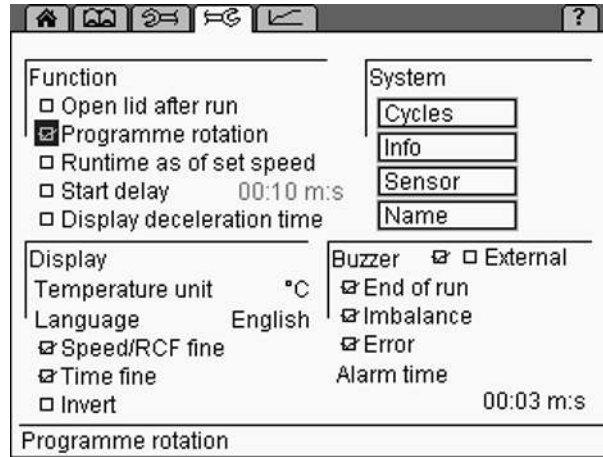 ?
Function
Open lid after run
Programme rotation
Runtime as of set speed
Start delay 00:10 m:s
Display deceleration time
System
Cycles
Info
Sensor
Name
Display
Temperature unit °C
Language English
Speed/RCF fine
Time fine
Invert
Buzzer External
End of run
Imbalance
Error
Alarm time
00:03 m:s
Programme rotation